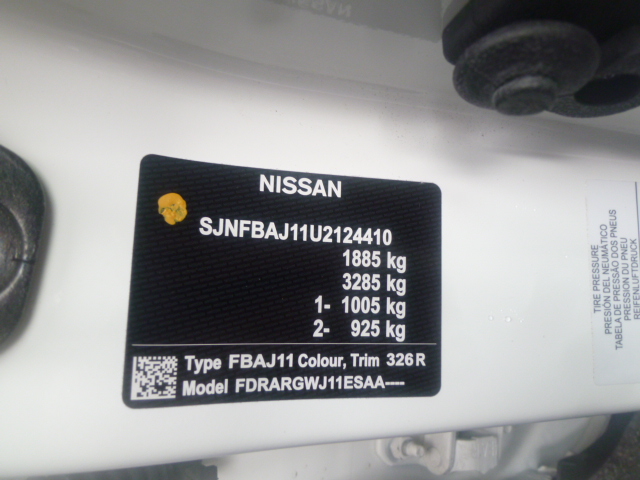 NISSAN
SJNFBAJ11U2124410
1885 kg
3285 kg
1- 1005 kg
2- 925 kg
Type FBAJ11 Colour, Trim 326 R
Model FDRARGWJ11ESAA----
TIRE PRESSURE
PRESIÓN DEL NEUMÁTICO
TABELA DE PRESSÃO DOS PNEUS
PRESSION DU PNEU
REIFENLUFTDRUCK